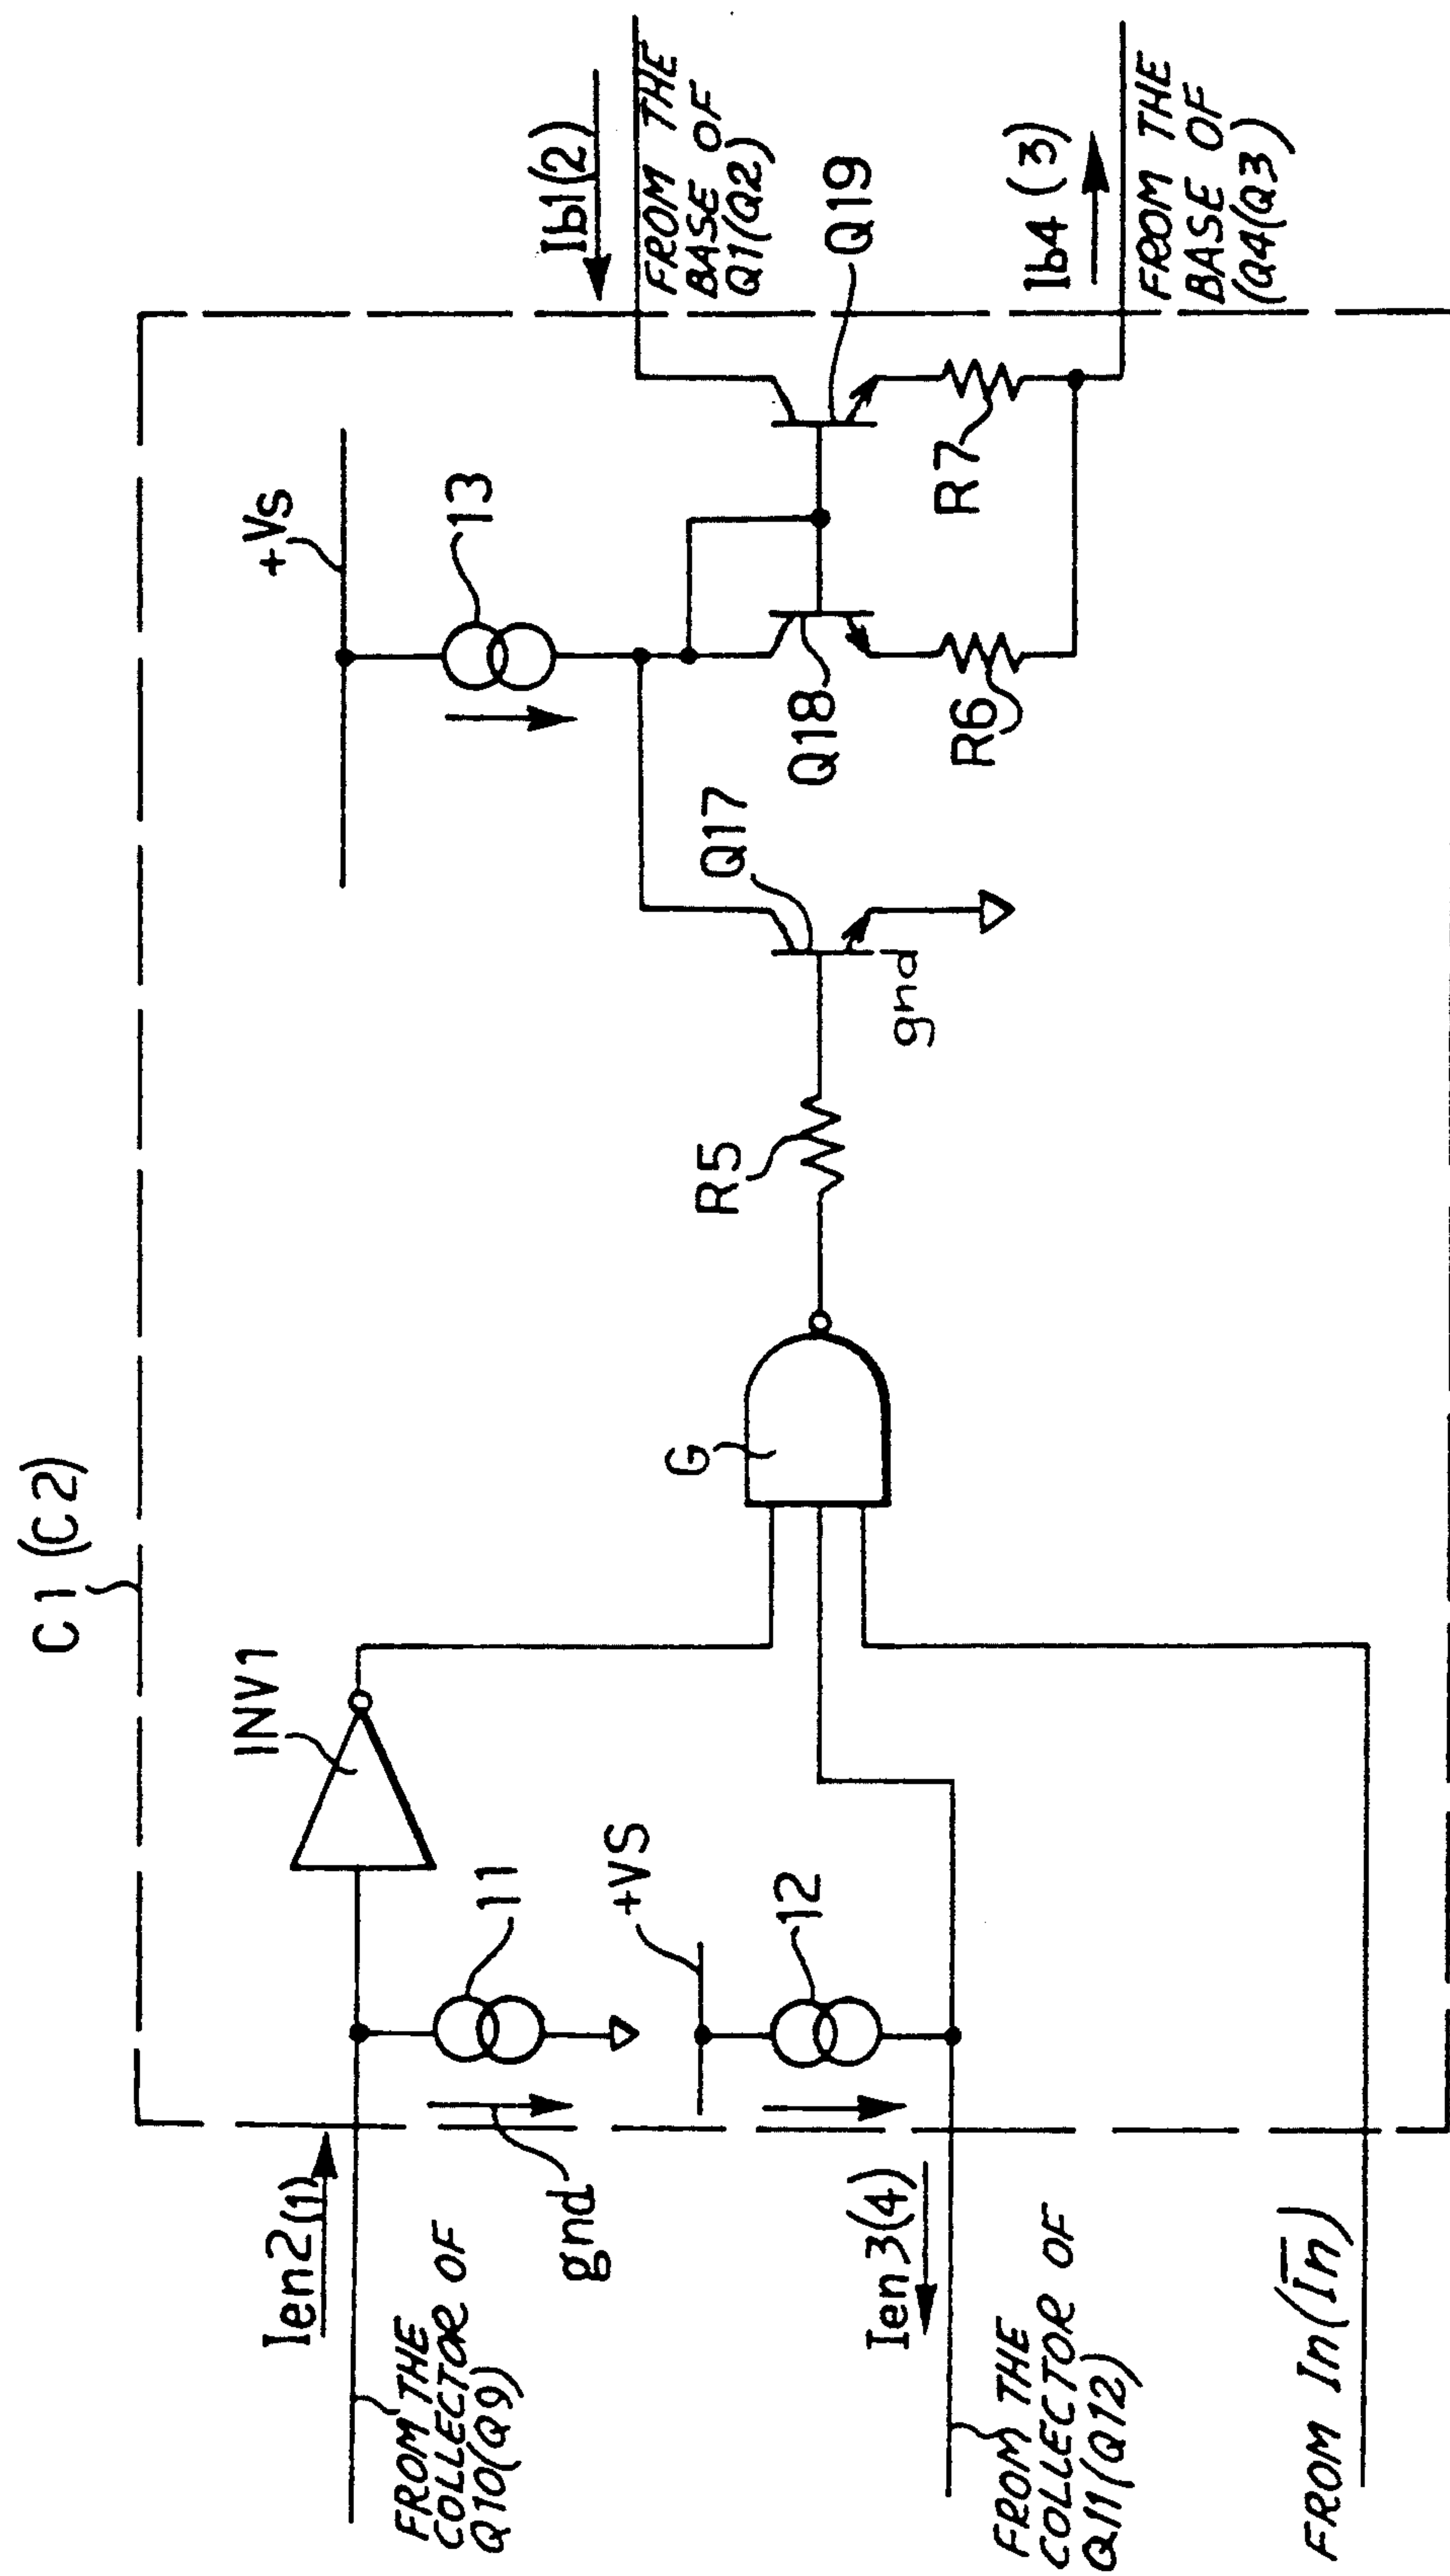 C1(C2)
INV1
+Vs
13
Ib1(2)
FROM THE
BASE OF
Q1(Q2)
Ien2(1)
FROM THE
COLLECTOR OF
Q10(Q9)
11
gnd
+VS
12
G
R5
Q17
gnd
Q18
Q19
R6
R7
Ib4 (3)
FROM THE
BASE OF
(Q4(Q3)
Ien3(4)
FROM THE
COLLECTOR OF
Q11(Q12)
FROM In(I̅n̅)